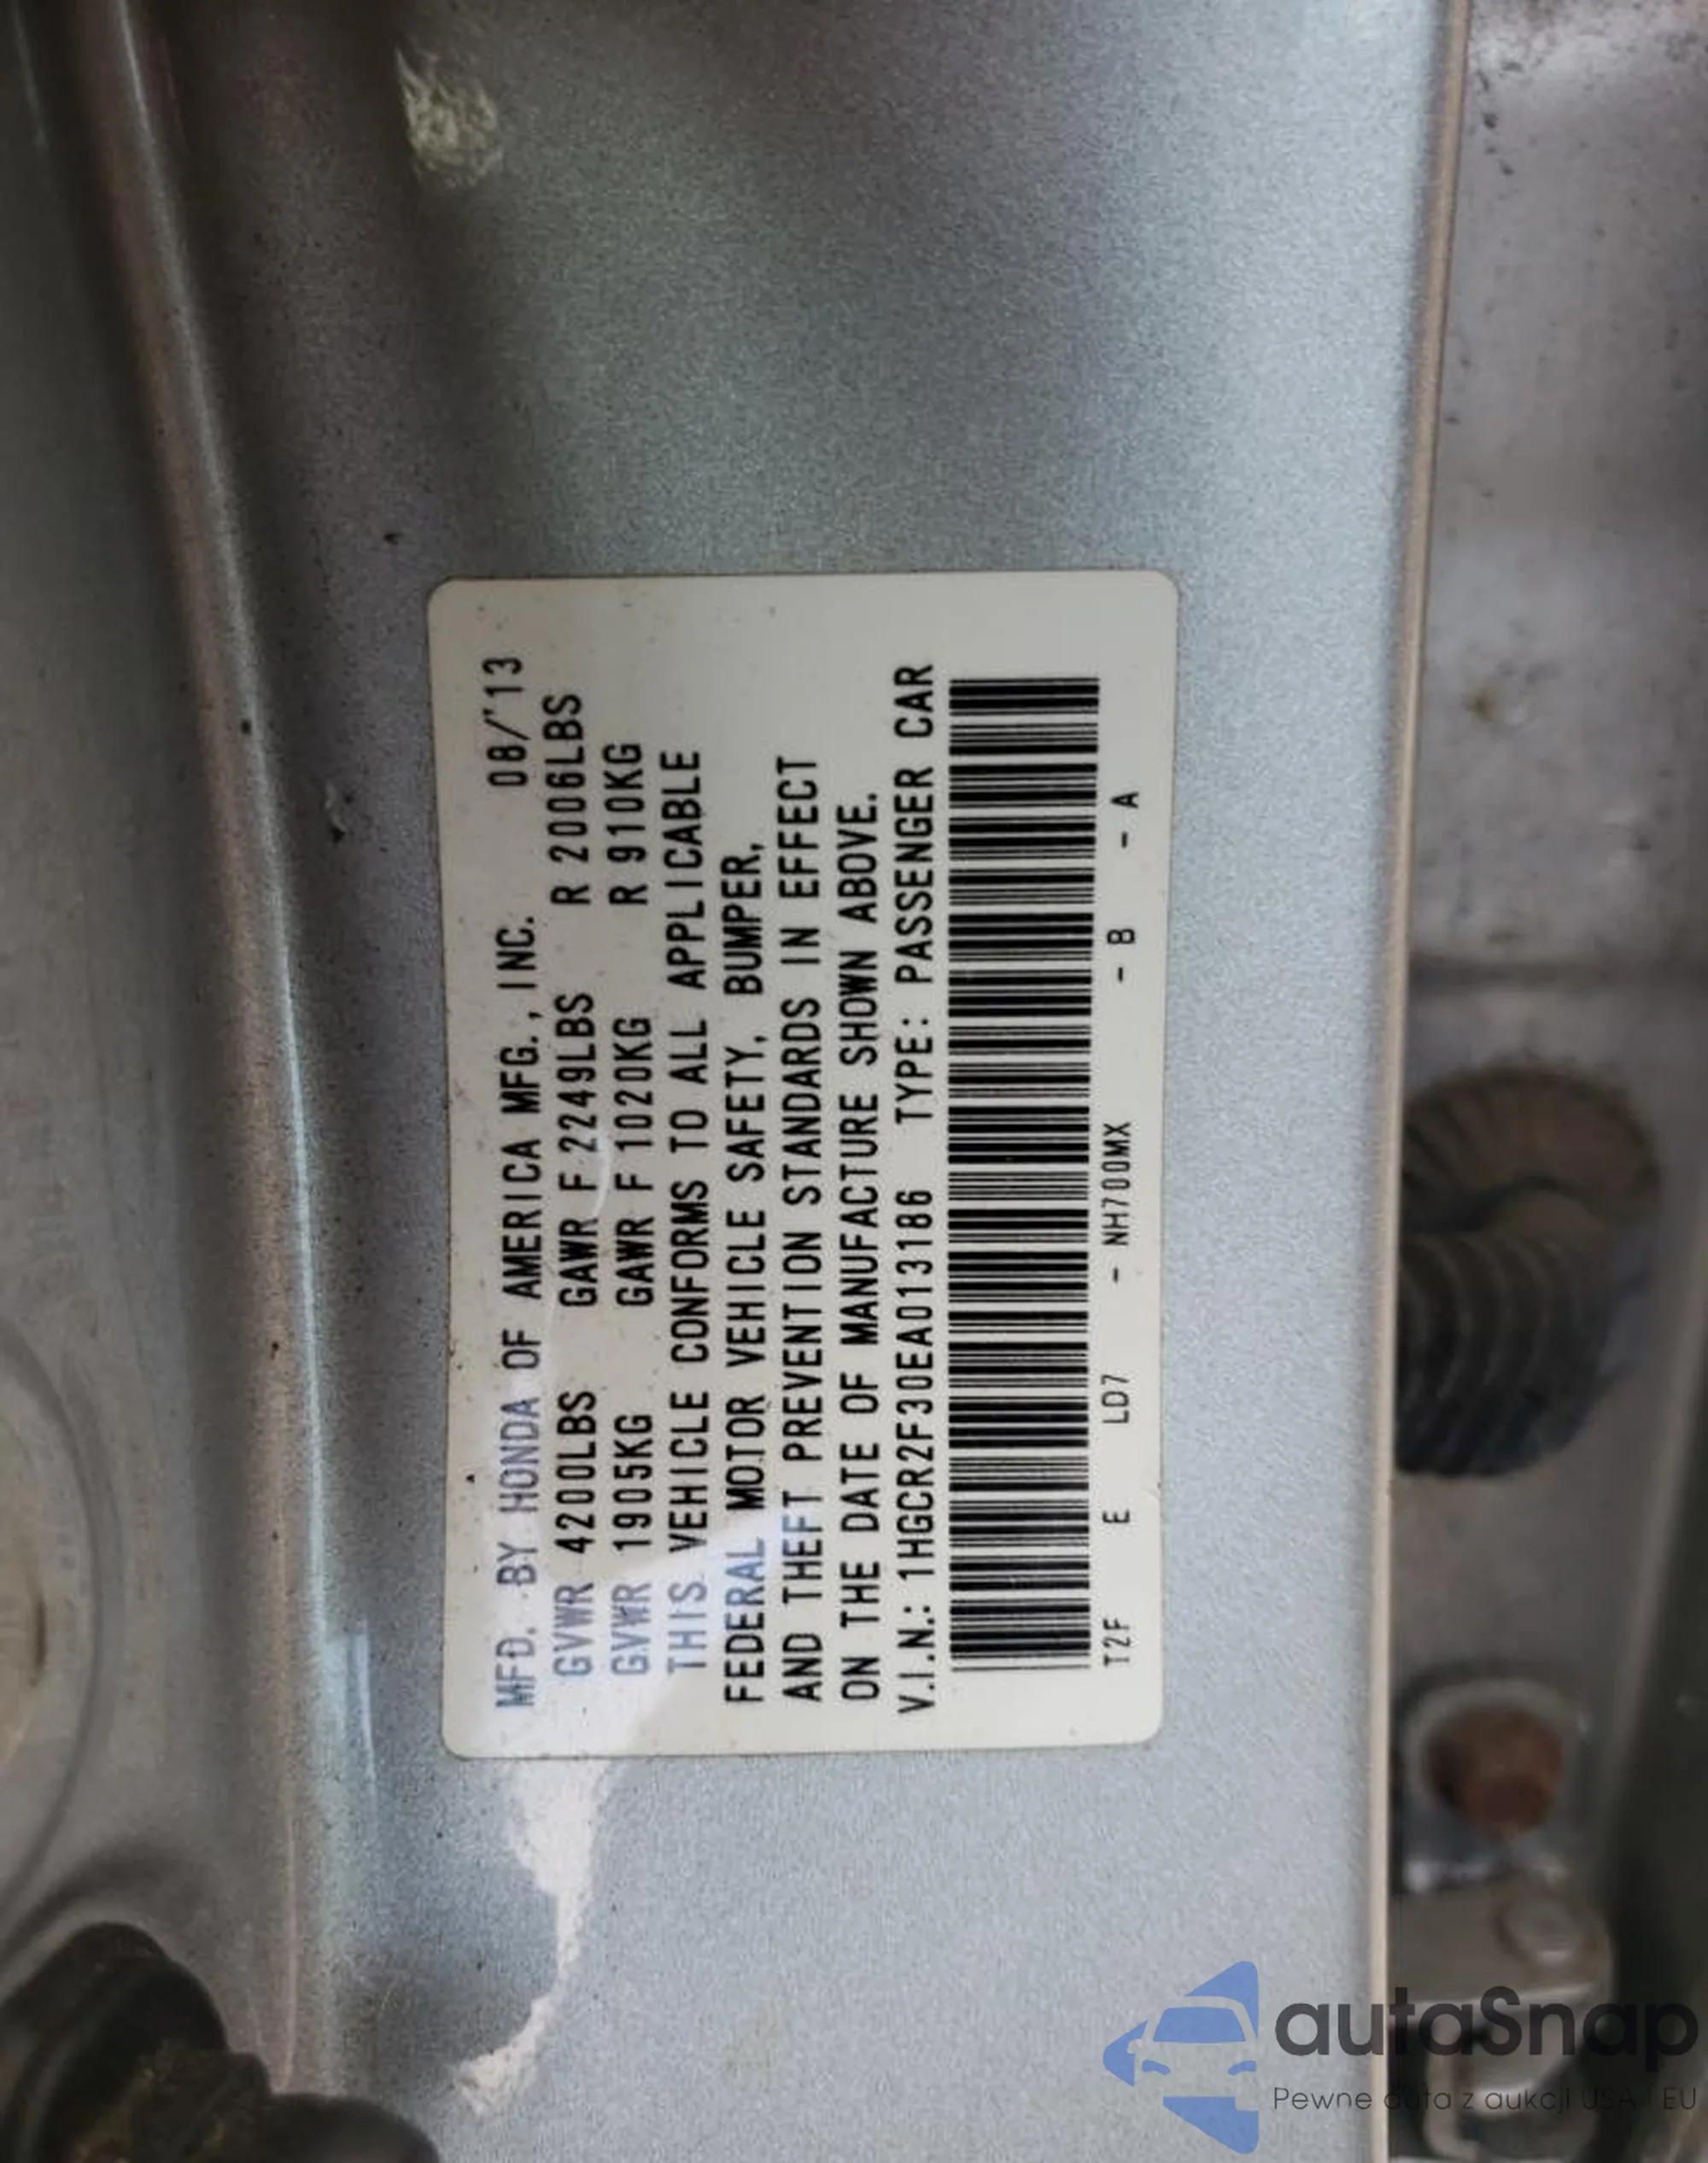 MFD. BY HONDA OF AMERICA MFG., INC. 08/'13
GVWR 4200LBS GAWR F 2249LBS R 2006LBS
GVWR 1905KG GAWR F 1020KG R 910KG
THIS VEHICLE CONFORMS TO ALL APPLICABLE
FEDERAL MOTOR VEHICLE SAFETY, BUMPER,
AND THEFT PREVENTION STANDARDS IN EFFECT
ON THE DATE OF MANUFACTURE SHOWN ABOVE.
V.I.N.: 1HGCR2F30EA013186 TYPE: PASSENGER CAR
T2F E LD7 - NH700MX - B - A
autaSnap
Pewne auta z aukcji USA i EU